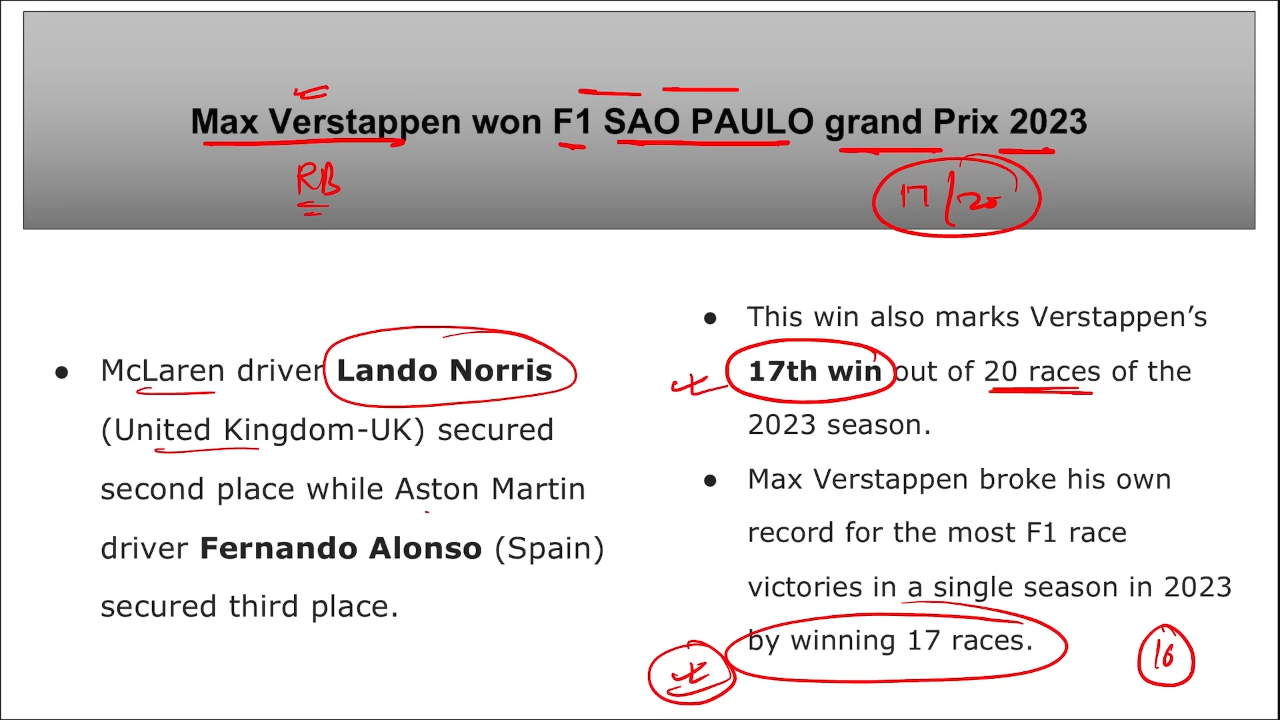 Max Verstappen won F1 SAO PAULO grand Prix 2023
RB
17/20
● McLaren driver Lando Norris
(United Kingdom-UK) secured
second place while Aston Martin
driver Fernando Alonso (Spain)
secured third place.
● This win also marks Verstappen’s
17th win out of 20 races of the
2023 season.
● Max Verstappen broke his own
record for the most F1 race
victories in a single season in 2023
by winning 17 races.
16